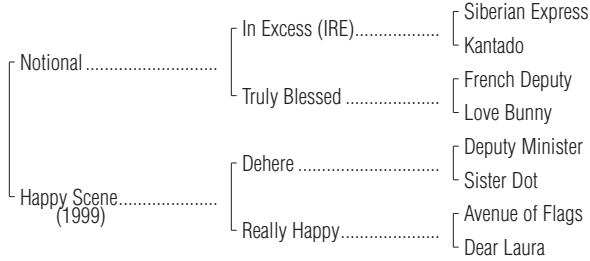 Siberian Express
In Excess (IRE)..................
Kantado
Notional ............................
French Deputy
Truly Blessed ....................
Love Bunny
Deputy Minister
Dehere ..............................
Sister Dot
Happy Scene.....................
(1999)
Avenue of Flags
Really Happy.....................
Dear Laura